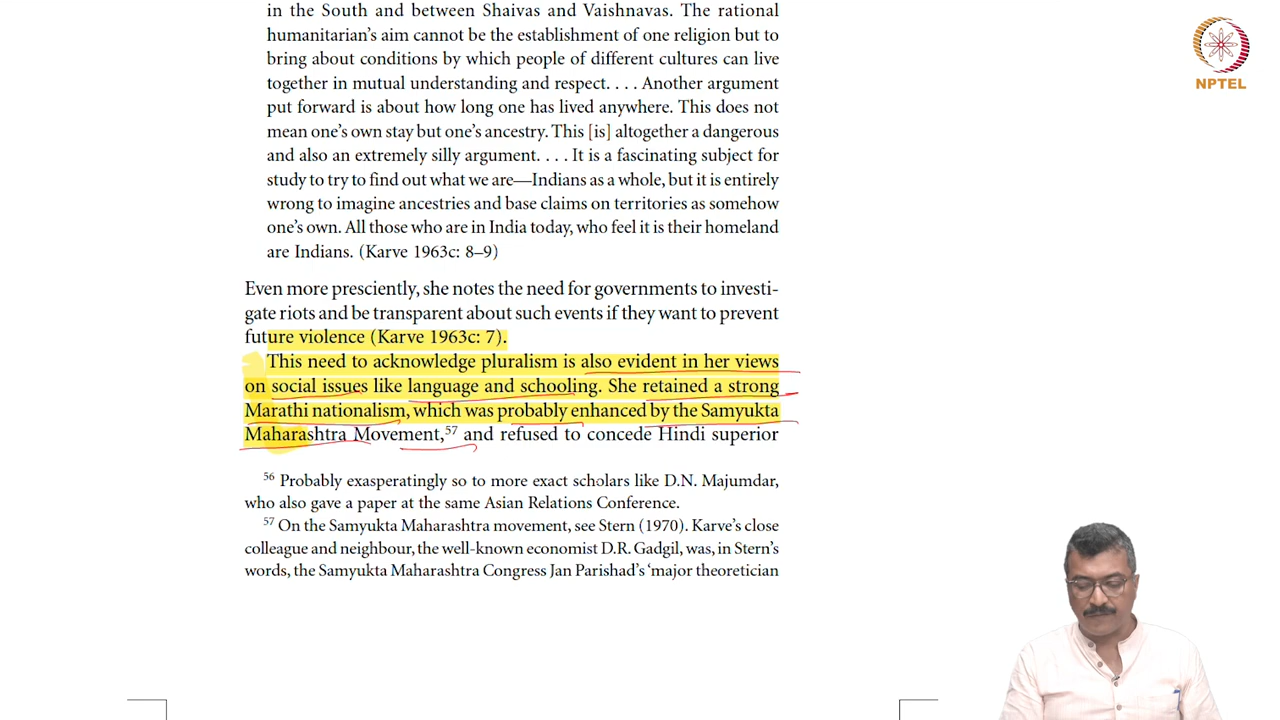 in the South and between Shaivas and Vaishnavas. The rational
humanitarian’s aim cannot be the establishment of one religion but to
bring about conditions by which people of different cultures can live
together in mutual understanding and respect. . . . Another argument
put forward is about how long one has lived anywhere. This does not
mean one’s own stay but one’s ancestry. This [is] altogether a dangerous
and also an extremely silly argument. . . . It is a fascinating subject for
study to try to find out what we are—Indians as a whole, but it is entirely
wrong to imagine ancestries and base claims on territories as somehow
one’s own. All those who are in India today, who feel it is their homeland
are Indians. (Karve 1963c: 8–9)
Even more presciently, she notes the need for governments to investi-
gate riots and be transparent about such events if they want to prevent
future violence (Karve 1963c: 7).
This need to acknowledge pluralism is also evident in her views
on social issues like language and schooling. She retained a strong
Marathi nationalism, which was probably enhanced by the Samyukta
Maharashtra Movement,⁵⁷ and refused to concede Hindi superior
⁵⁶ Probably exasperatingly so to more exact scholars like D.N. Majumdar,
who also gave a paper at the same Asian Relations Conference.
⁵⁷ On the Samyukta Maharashtra movement, see Stern (1970). Karve’s close
colleague and neighbour, the well-known economist D.R. Gadgil, was, in Stern’s
words, the Samyukta Maharashtra Congress Jan Parishad’s ‘major theoretician
NPTEL